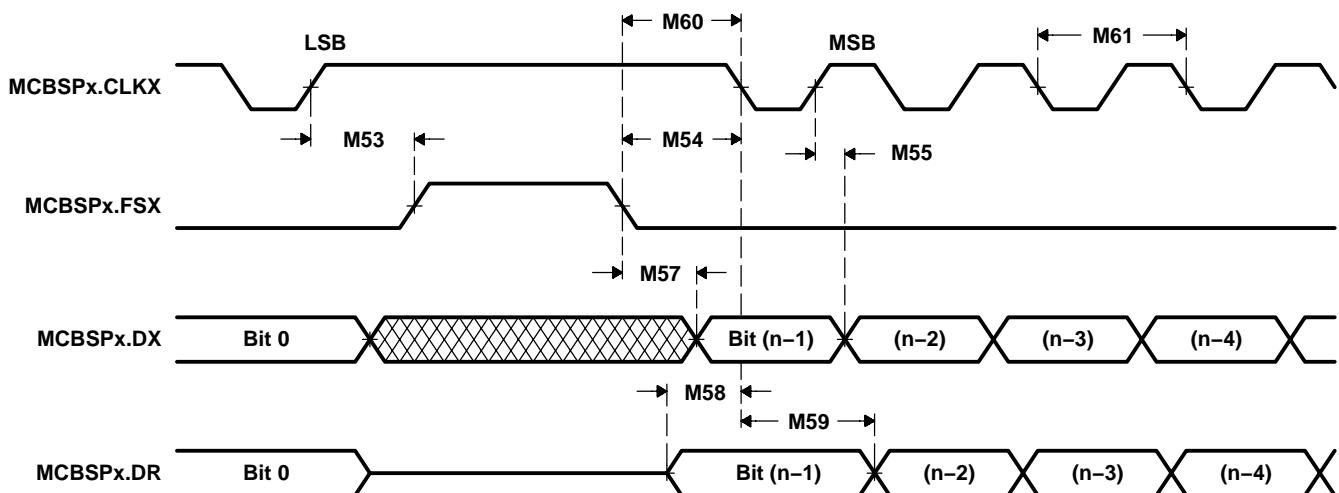 M60
LSB
MSB
M61
MCBSPx.CLKX
M53
M54
M55
MCBSPx.FSX
M57
MCBSPx.DX
Bit 0
Bit (n−1)
(n−2)
(n−3)
(n−4)
M58
M59
MCBSPx.DR
Bit 0
Bit (n−1)
(n−2)
(n−3)
(n−4)